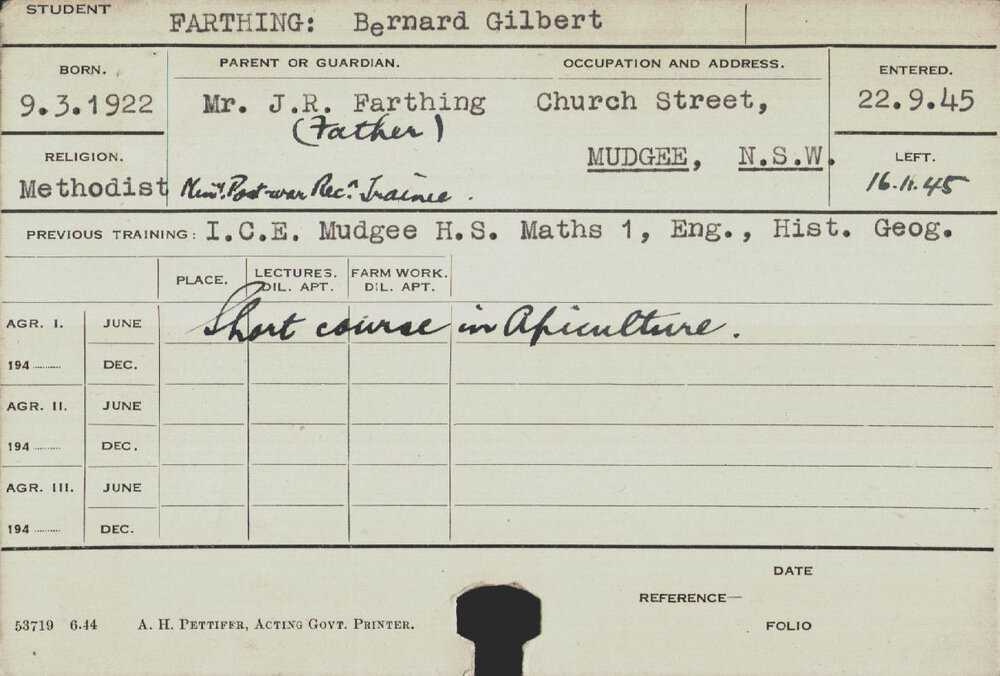 STUDENT
FARTHING: Bernard Gilbert
BORN. PARENT OR GUARDIAN. OCCUPATION AND ADDRESS. ENTERED.
9.3.1922 Mr. J.R. Farthing Church Street, 22.9.45
(Father)
RELIGION. MUDGEE, N.S.W. LEFT.
Methodist Miny. Post-war Recn. Trainee. 16.11.45
PREVIOUS TRAINING: I.C.E. Mudgee H.S. Maths 1, Eng., Hist. Geog.
PLACE. LECTURES. FARM WORK.
DIL. APT. DIL. APT.
AGR. I. JUNE Short course in Apiculture.
194 ........ DEC.
AGR. II. JUNE
194 ........ DEC.
AGR. III. JUNE
194 ........ DEC.
DATE
REFERENCE—
53719 6.44 A. H. PETTIFER, ACTING GOVT. PRINTER. FOLIO